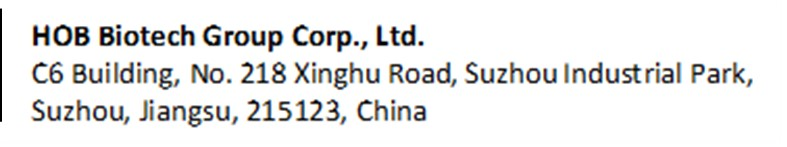 HOB Biotech Group Corp., Ltd.
C6 Building, No. 218 Xinghu Road, Suzhou Industrial Park,
Suzhou, Jiangsu, 215123, China